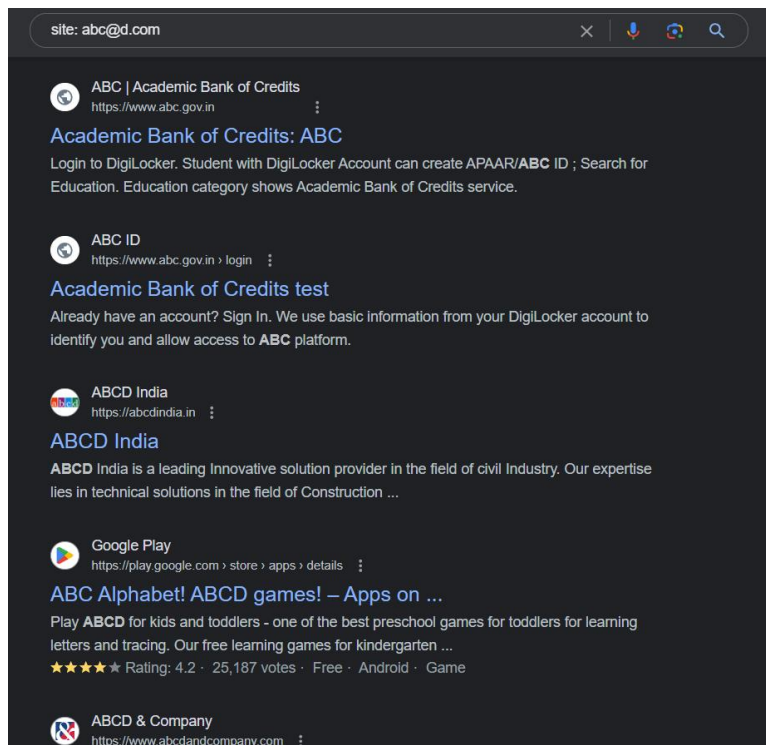 site: abc@d.com
ABC | Academic Bank of Credits
https://www.abc.gov.in
Academic Bank of Credits: ABC
Login to DigiLocker. Student with DigiLocker Account can create APAAR/ABC ID ; Search for
Education. Education category shows Academic Bank of Credits service.
ABC ID
https://www.abc.gov.in › login
Academic Bank of Credits test
Already have an account? Sign In. We use basic information from your DigiLocker account to
identify you and allow access to ABC platform.
ABCD India
https://abcdindia.in
ABCD India
ABCD India is a leading Innovative solution provider in the field of civil Industry. Our expertise
lies in technical solutions in the field of Construction ...
Google Play
https://play.google.com › store › apps › details
ABC Alphabet! ABCD games! – Apps on ...
Play ABCD for kids and toddlers - one of the best preschool games for toddlers for learning
letters and tracing. Our free learning games for kindergarten ...
Rating: 4.2 · 25,187 votes · Free · Android · Game
ABCD & Company
https://www.abcdandcompany.com